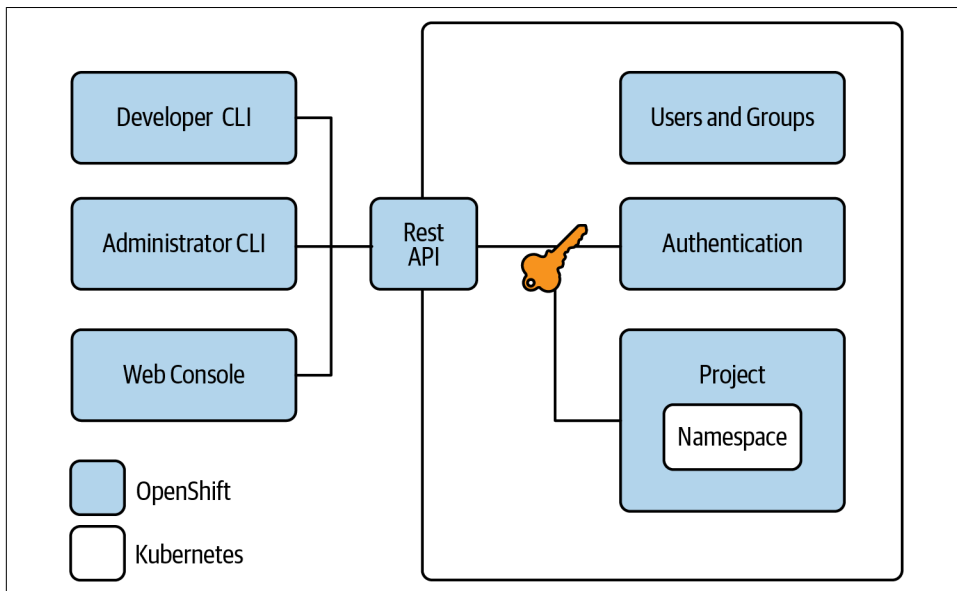 Developer CLI
Administrator CLI
Web Console
Rest
API
Users and Groups
Authentication
Project
Namespace
OpenShift
Kubernetes